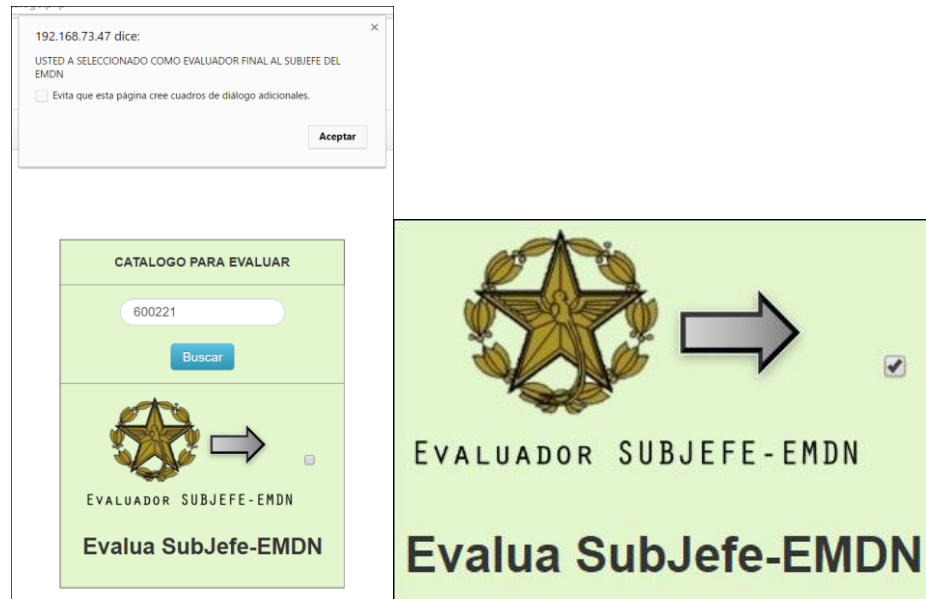 192.168.73.47 dice:
USTED A SELECCIONADO COMO EVALUADOR FINAL AL SUBJEFE DEL
EMDN
Evita que esta página cree cuadros de diálogo adicionales.
Aceptar
CATALOGO PARA EVALUAR
600221
Buscar
EVALUADOR SUBJEFE-EMDN
Evalua SubJefe-EMDN
EVALUADOR SUBJEFE-EMDN
Evalua SubJefe-EMDN